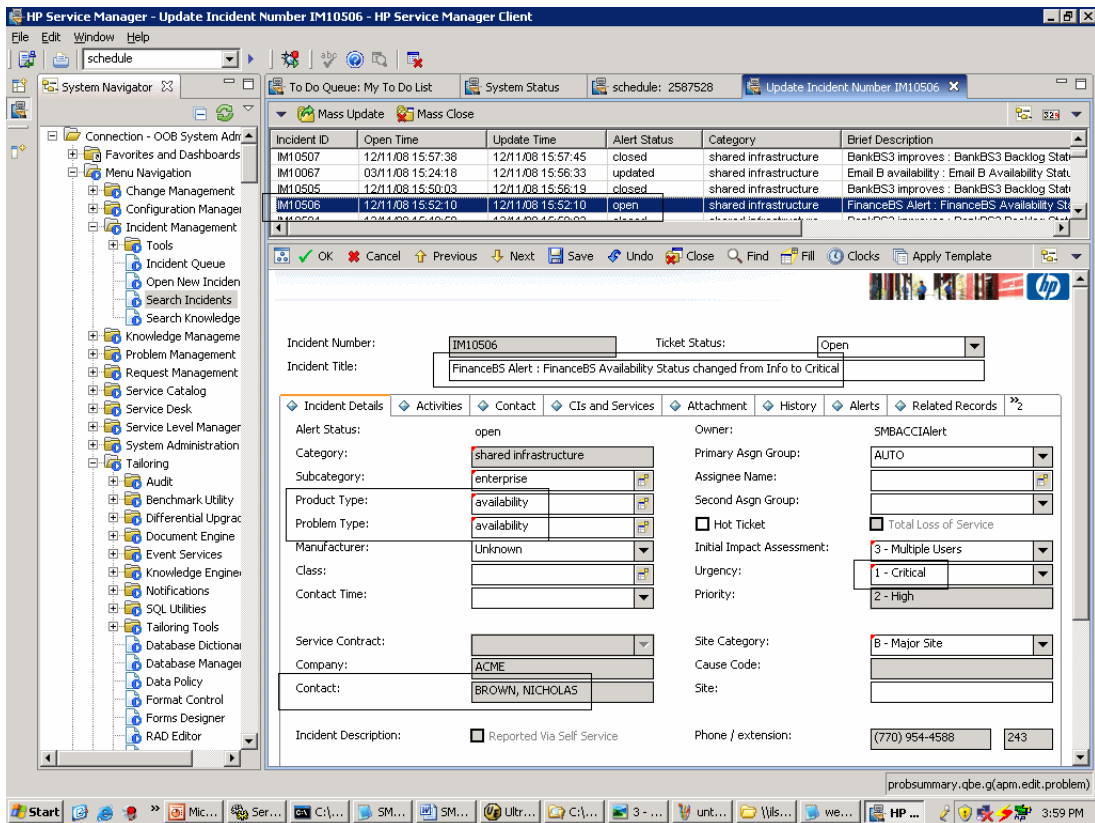 HP Service Manager - Update Incident Number IM10506 - HP Service Manager Client
File Edit Window Help
schedule
System Navigator
To Do Queue: My To Do List
System Status
schedule: 2587528
Update Incident Number IM10506
Mass Update Mass Close
Connection - OOB System Adm
Favorites and Dashboards
Menu Navigation
Change Management
Configuration Manager
Incident Management
Tools
Incident Queue
Open New Inciden
Search Incidents
Search Knowledge
Knowledge Manageme
Problem Management
Request Management
Service Catalog
Service Desk
Service Level Manager
System Administration
Tailoring
Audit
Benchmark Utility
Differential Upgrad
Document Engine
Event Services
Knowledge Engine
Notifications
SQL Utilities
Tailoring Tools
Database Dictionar
Database Manager
Data Policy
Format Control
Forms Designer
RAD Editor
Incident ID Open Time Update Time Alert Status Category Brief Description
IM10507 12/11/08 15:57:38 12/11/08 15:57:45 closed shared infrastructure BankBS3 improves : BankBS3 Backlog Stat
IM10067 03/11/08 15:24:18 12/11/08 15:56:33 updated shared infrastructure Email B availability : Email B Availability Statu
IM10505 12/11/08 15:50:03 12/11/08 15:56:19 closed shared infrastructure BankBS3 improves : BankBS3 Backlog Stat
IM10506 12/11/08 15:52:10 12/11/08 15:52:10 open shared infrastructure FinanceBS Alert : FinanceBS Availability Sta
OK Cancel Previous Next Save Undo Close Find Fill Clocks Apply Template
hp
Incident Number: IM10506 Ticket Status: Open
Incident Title: FinanceBS Alert : FinanceBS Availability Status changed from Info to Critical
Incident Details Activities Contact CIs and Services Attachment History Alerts Related Records »2
Alert Status: open Owner: SMBACCIAlert
Category: shared infrastructure Primary Asgn Group: AUTO
Subcategory: enterprise Assignee Name:
Product Type: availability Second Asgn Group:
Problem Type: availability Hot Ticket Total Loss of Service
Manufacturer: Unknown Initial Impact Assessment: 3 - Multiple Users
Class: Urgency: 1 - Critical
Contact Time: Priority: 2 - High
Service Contract: Site Category: B - Major Site
Company: ACME Cause Code:
Contact: BROWN, NICHOLAS Site:
Incident Description: Reported Via Self Service Phone / extension: (770) 954-4588 243
probsummary.qbe.g(apm.edit.problem)
Start » Mic... Ser... C:\... SM... SM... Ultr... C:\... 3 - ... unt... \\ils... we... HP ... 3:59 PM